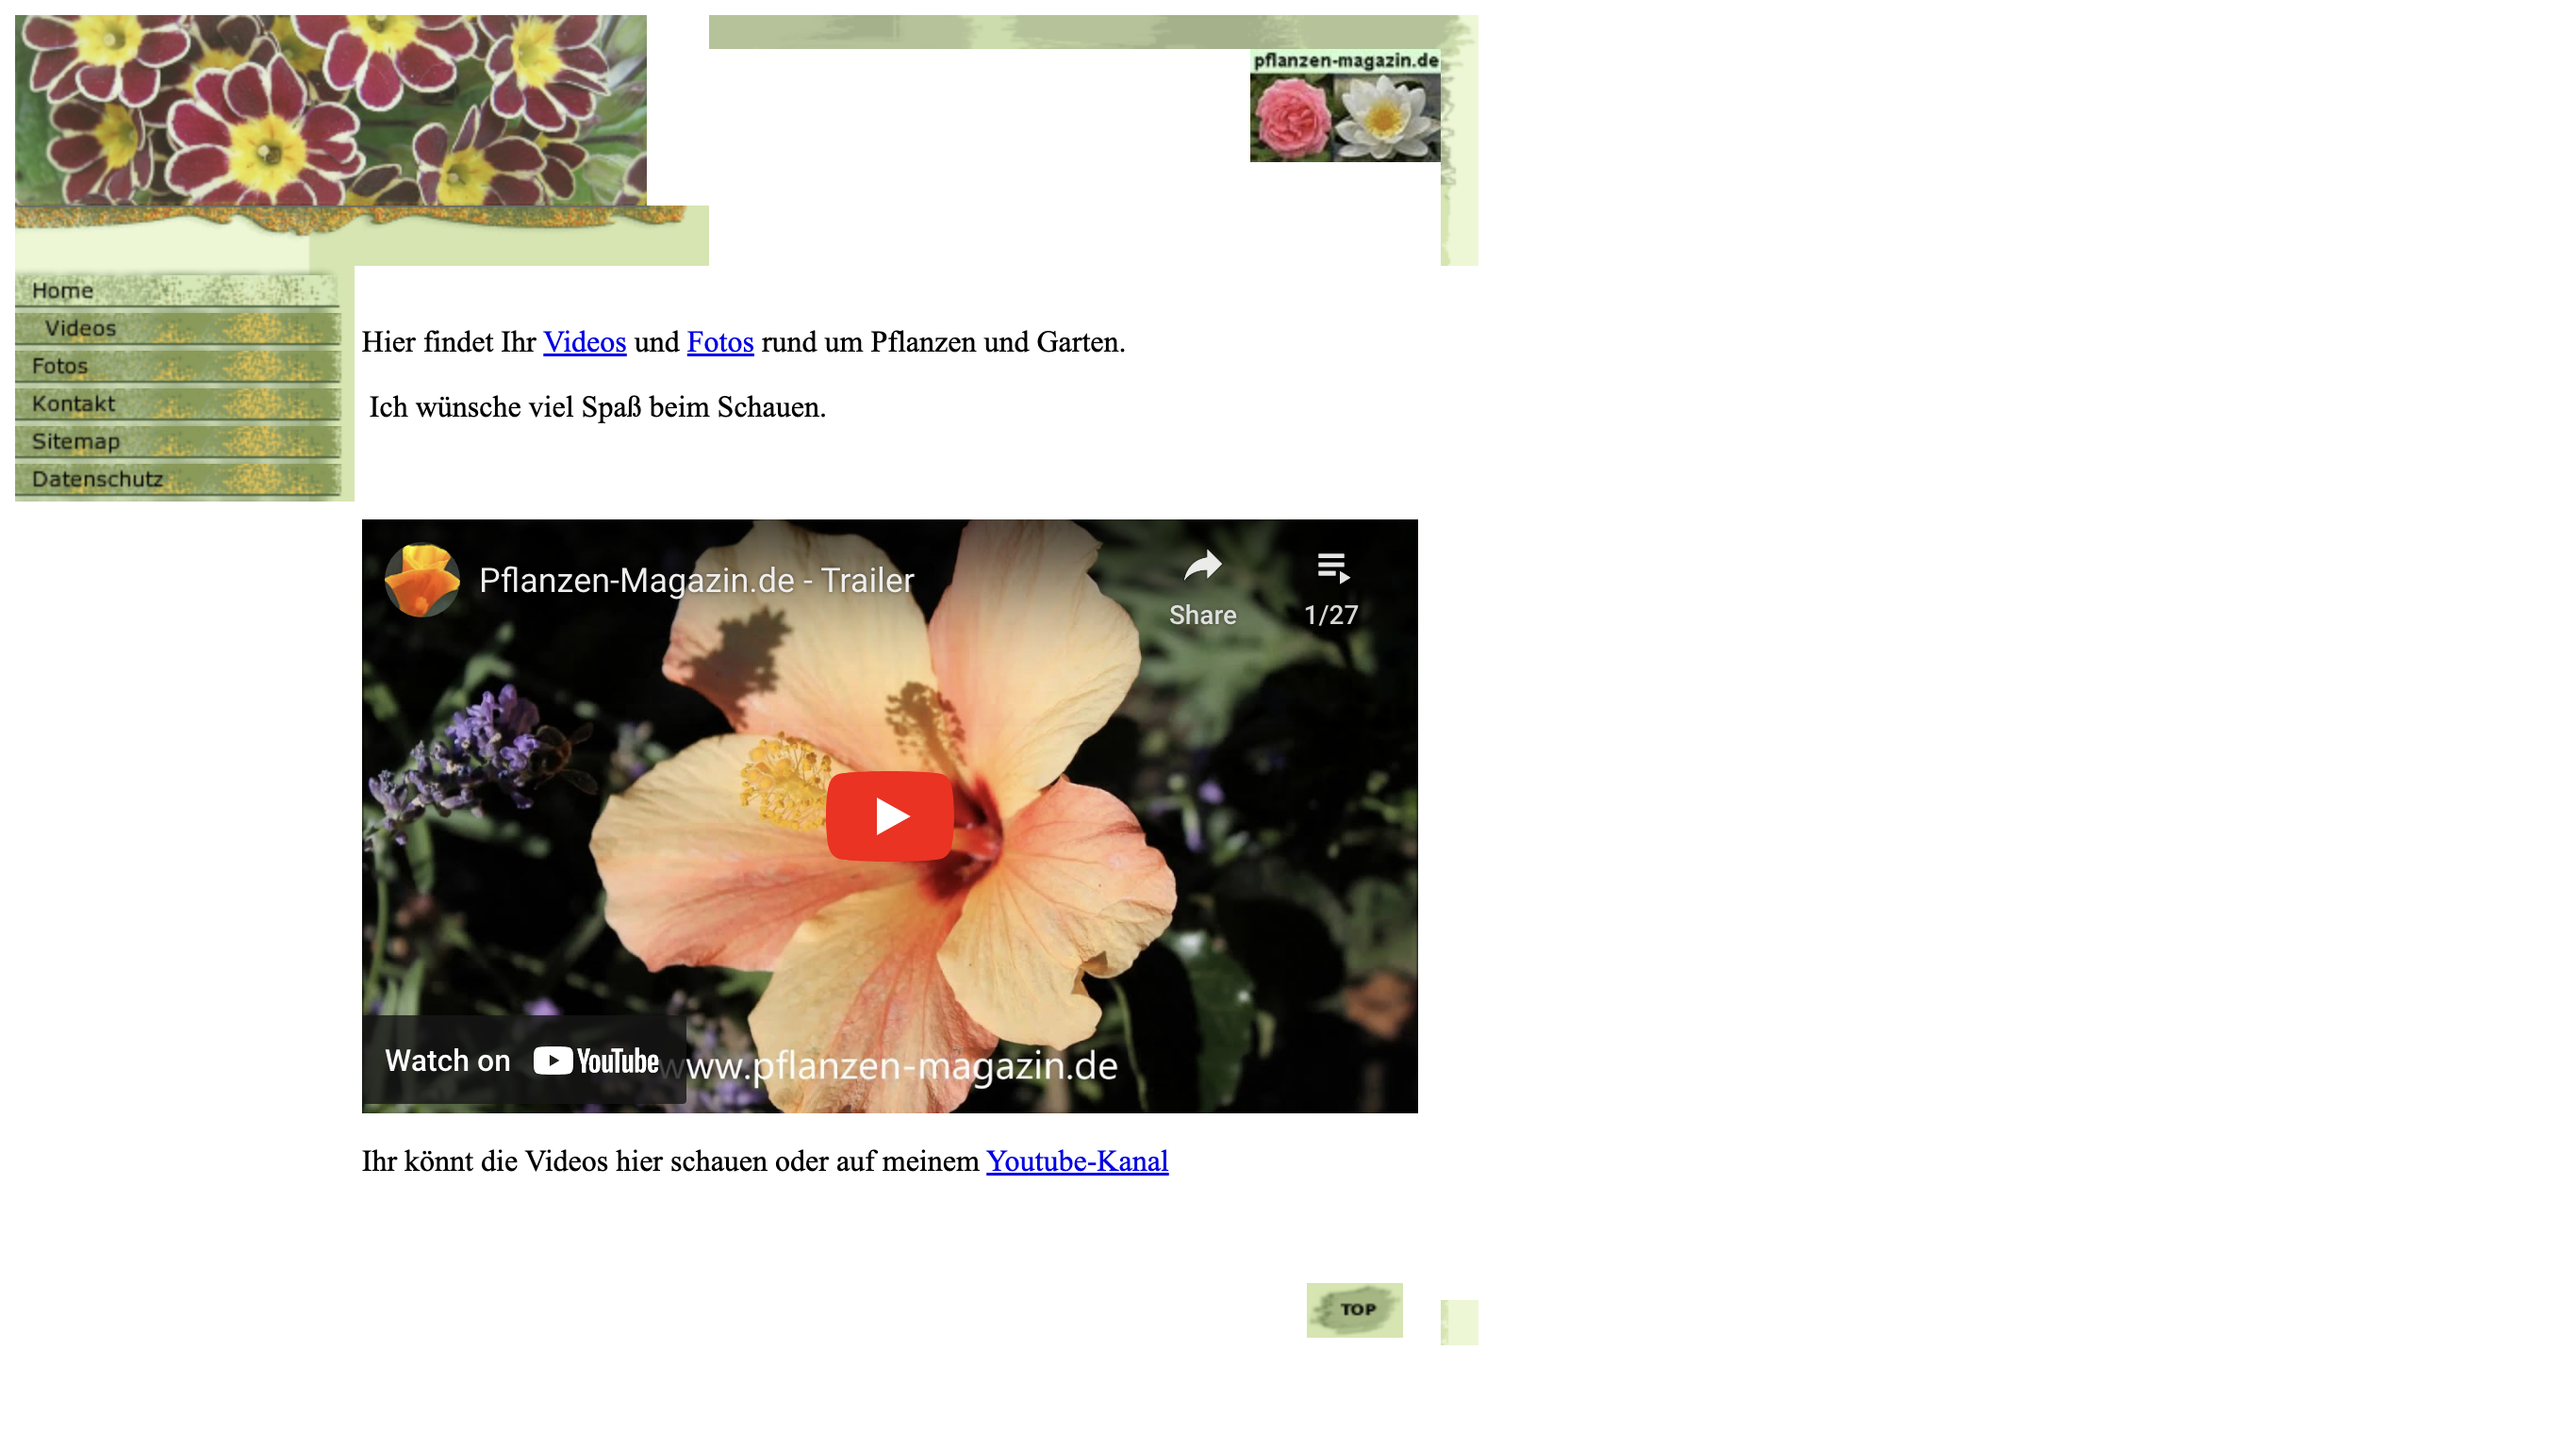 pflanzen-magazin.de
Home
Videos
Fotos
Kontakt
Sitemap
Datenschutz
Hier findet Ihr Videos und Fotos rund um Pflanzen und Garten.
Ich wünsche viel Spaß beim Schauen.
Pflanzen-Magazin.de - Trailer
Share
1/27
Watch on YouTube
www.pflanzen-magazin.de
Ihr könnt die Videos hier schauen oder auf meinem Youtube-Kanal
TOP